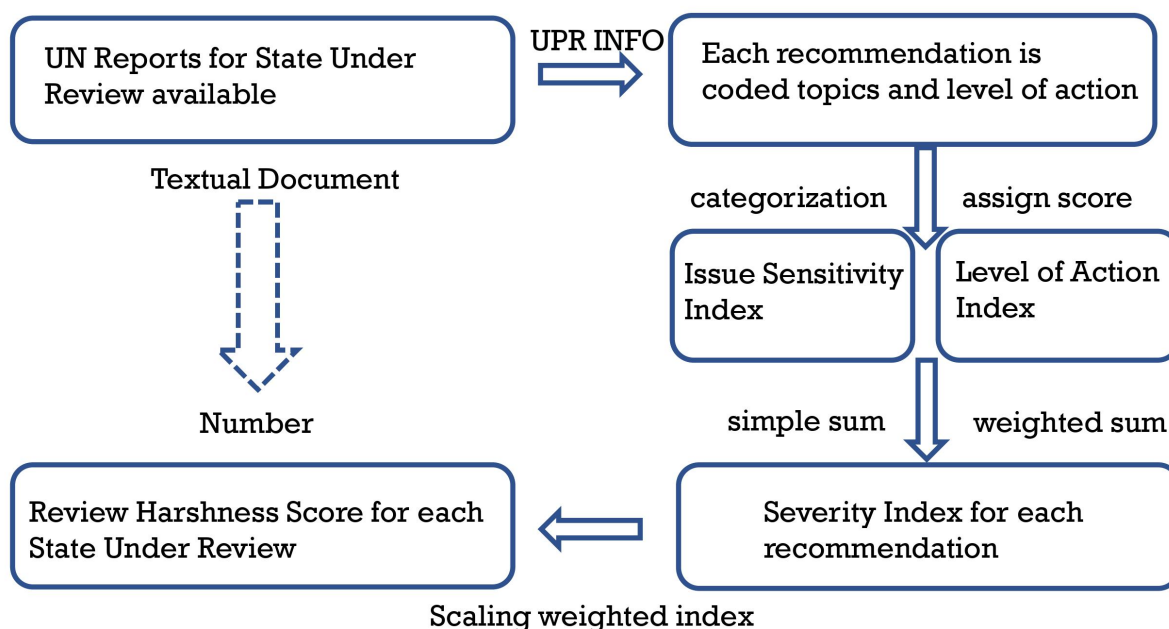 UN Reports for State Under
Review available
UPR INFO
Each recommendation is
coded topics and level of action
Textual Document
categorization
assign score
Issue Sensitivity
Index
Level of Action
Index
Number
simple sum
weighted sum
Review Harshness Score for each
State Under Review
Severity Index for each
recommendation
Scaling weighted index